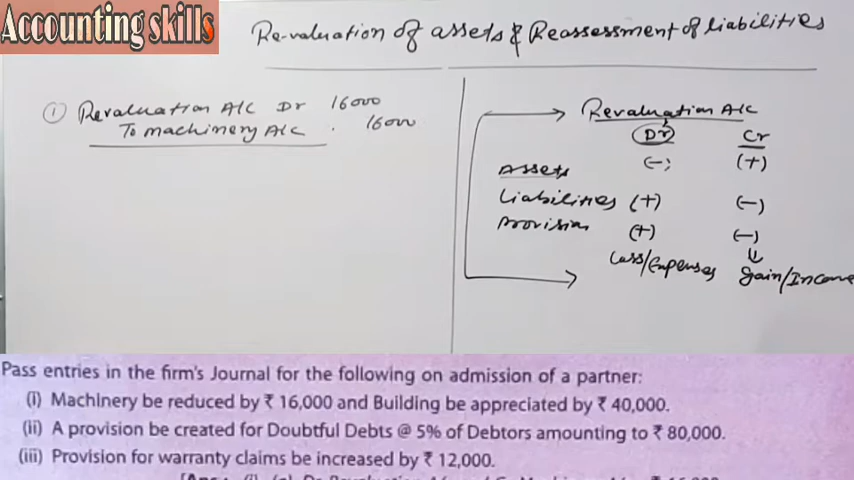 Accounting skills
Re-valuation of assets & Reassessment of liabilities
① Revaluation A/C Dr 16000
To machinery A/C . 16000
Revaluation A/C
Dr Cr
Assets (-) (+)
Liabilities (+) (-)
Provision (+) (-)
Loss/Expenses Gain/Income
Pass entries in the firm's Journal for the following on admission of a partner:
(i) Machinery be reduced by ₹ 16,000 and Building be appreciated by ₹ 40,000.
(ii) A provision be created for Doubtful Debts @ 5% of Debtors amounting to ₹ 80,000.
(iii) Provision for warranty claims be increased by ₹ 12,000.